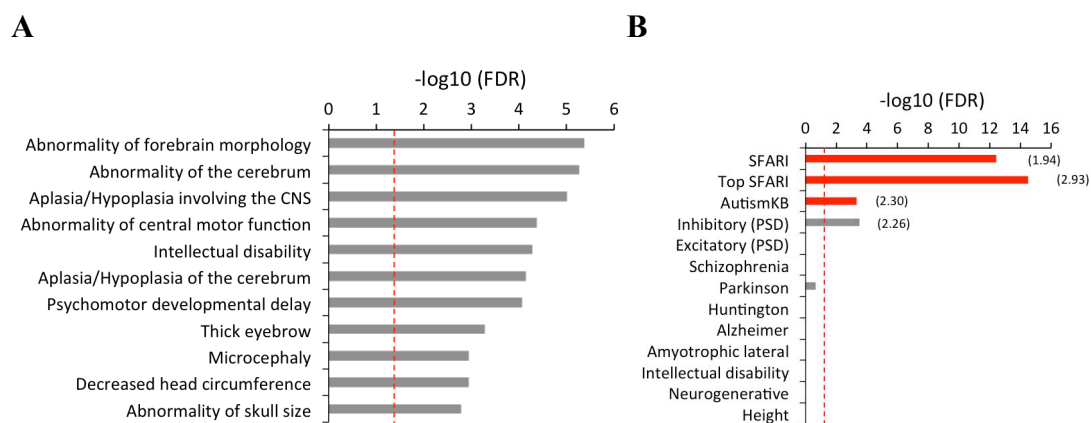 A
-log10 (FDR)
0 1 2 3 4 5 6
Abnormality of forebrain morphology
Abnormality of the cerebrum
Aplasia/Hypoplasia involving the CNS
Abnormality of central motor function
Intellectual disability
Aplasia/Hypoplasia of the cerebrum
Psychomotor developmental delay
Thick eyebrow
Microcephaly
Decreased head circumference
Abnormality of skull size
B
-log10 (FDR)
0 2 4 6 8 10 12 14 16
SFARI (1.94)
Top SFARI (2.93)
AutismKB (2.30)
Inhibitory (PSD) (2.26)
Excitatory (PSD)
Schizophrenia
Parkinson
Huntington
Alzheimer
Amyotrophic lateral
Intellectual disability
Neurogenerative
Height